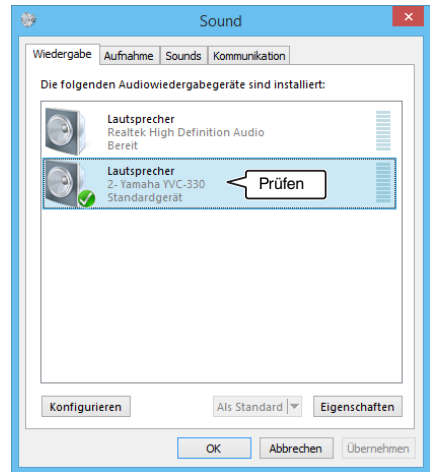 Sound
Wiedergabe Aufnahme Sounds Kommunikation
Die folgenden Audiowiedergabegeräte sind installiert:
Lautsprecher
Realtek High Definition Audio
Bereit
Lautsprecher
2- Yamaha YVC-330
Standardgerät
Prüfen
Konfigurieren Als Standard Eigenschaften
OK Abbrechen Übernehmen